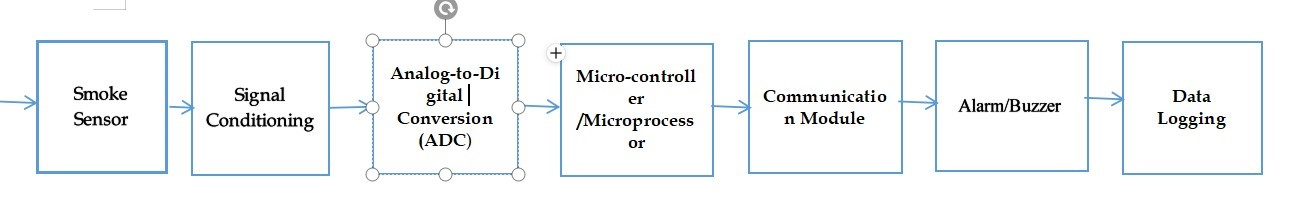 Smoke
Sensor
Signal
Conditioning
Analog-to-Di
gital
Conversion
(ADC)
Micro-controll
er
/Microprocess
or
Communicatio
n Module
Alarm/Buzzer
Data
Logging